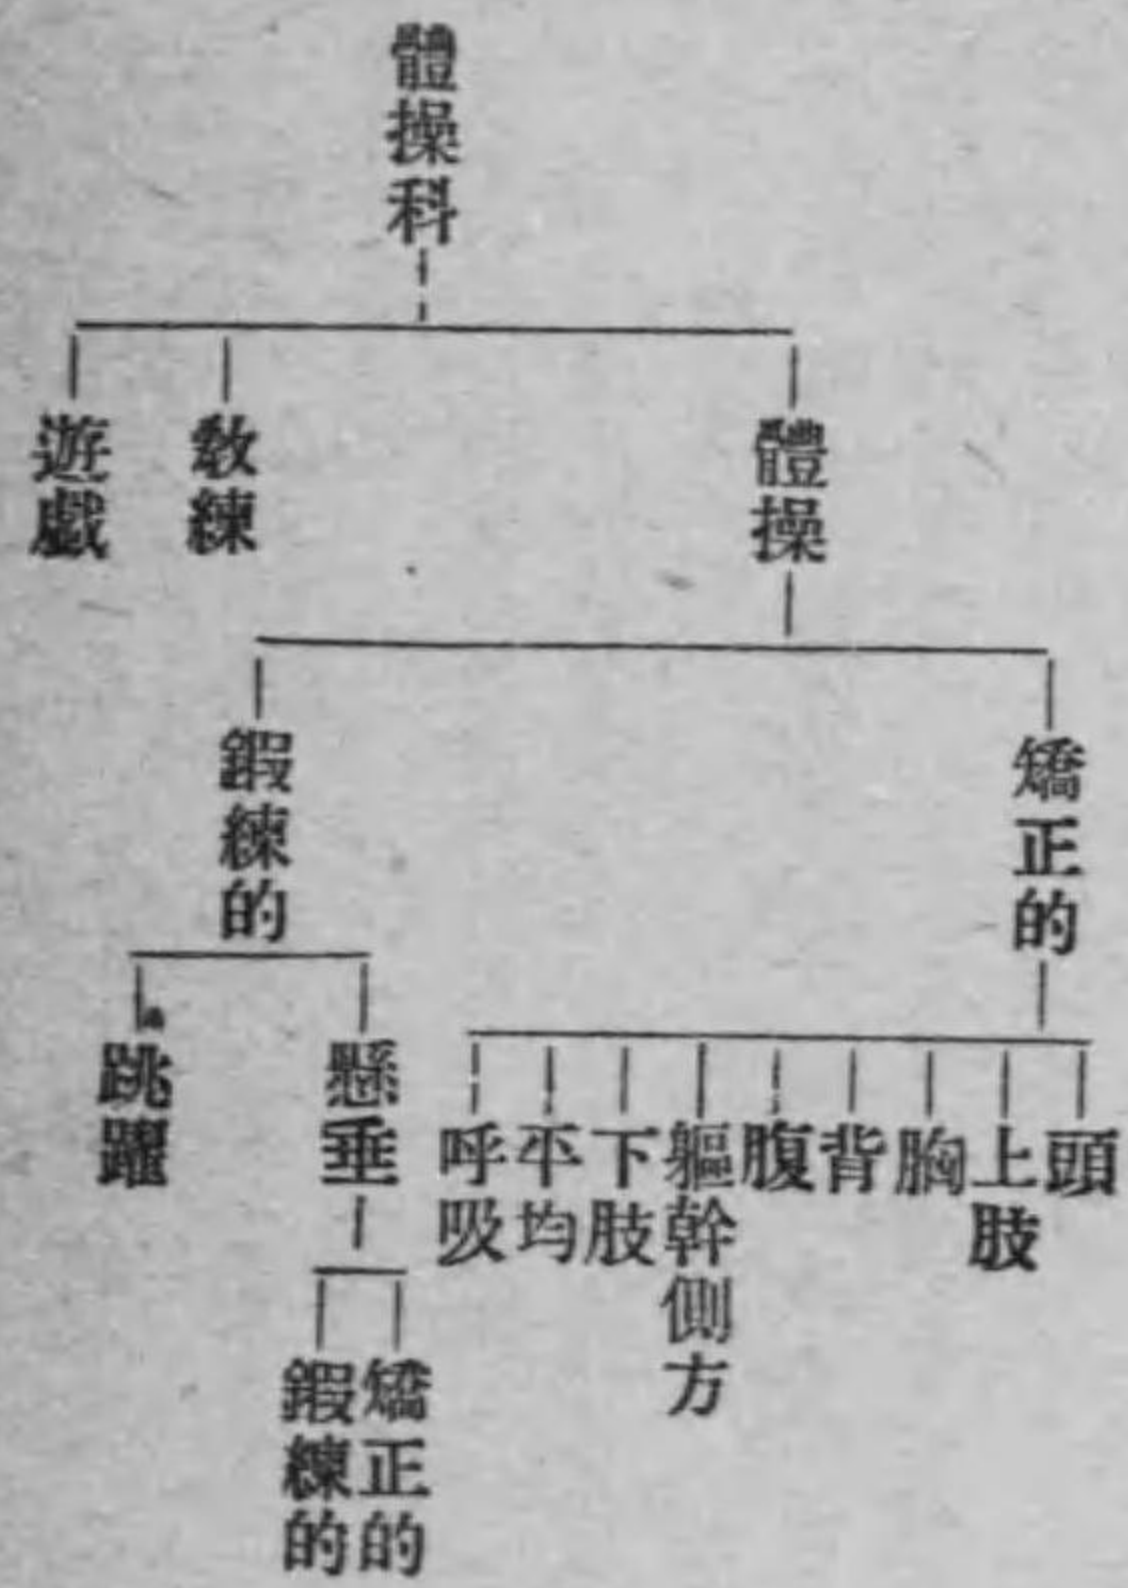 體操科
體操
教練
遊戲
矯正的
鍛練的
頭
上肢
胸
背
腹
軀幹側方
下肢
平均
呼吸
懸垂
跳躍
矯正的
鍛練的